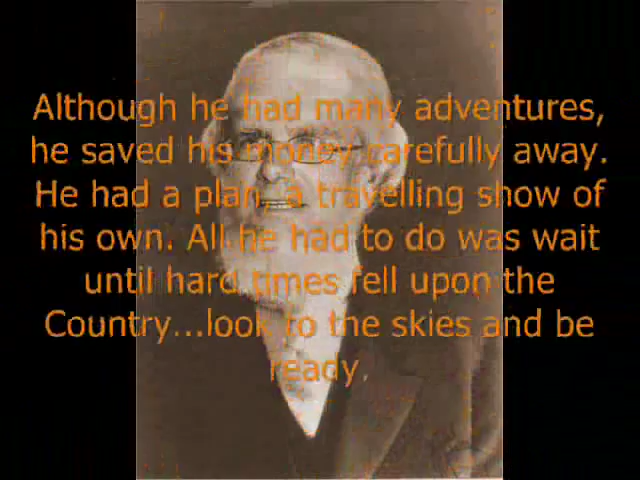 Although he had many adventures,
he saved his money carefully away.
He had a plan, a travelling show of
his own. All he had to do was wait
until hard times fell upon the
Country...look to the skies and be
ready.